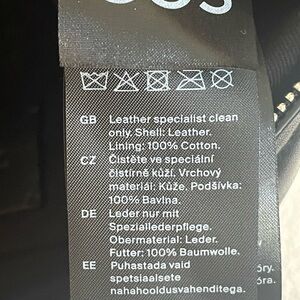 GB Leather specialist clean
only. Shell: Leather.
Lining: 100% Cotton.
CZ Čistěte ve speciální
čistírně kůží. Vrchový
materiál: Kůže. Podšívka:
100% Bavlna.
DE Leder nur mit
Speziallederpflege.
Obermaterial: Leder.
Futter: 100% Baumwolle.
EE Puhastada vaid
spetsiaalsete
nahahooldusvahenditega.